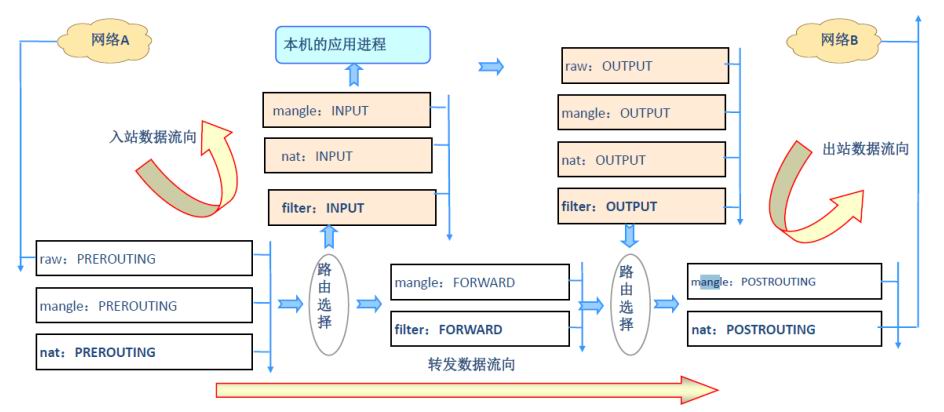 网络A
本机的应用进程
网络B
raw：OUTPUT
mangle：INPUT
mangle：OUTPUT
入站数据流向
nat：INPUT
nat：OUTPUT
出站数据流向
filter：INPUT
filter：OUTPUT
raw：PREROUTING
mangle：PREROUTING
nat：PREROUTING
路由选择
mangle：FORWARD
filter：FORWARD
路由选择
mangle：POSTROUTING
nat：POSTROUTING
转发数据流向